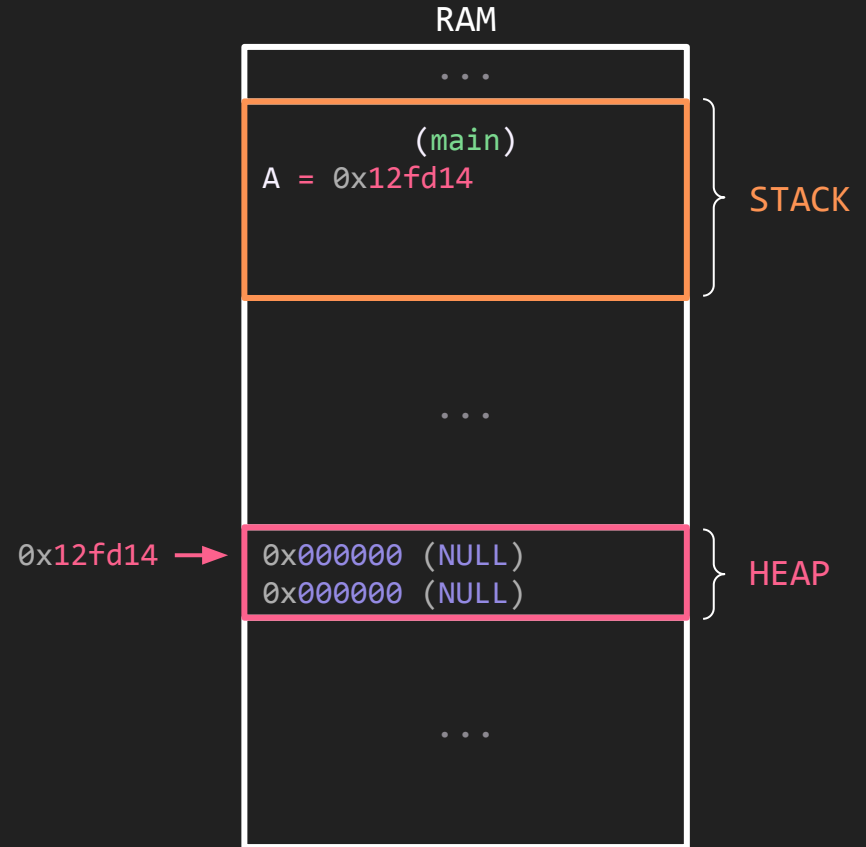 RAM
...
(main)
A = 0x12fd14
STACK
...
0x12fd14
0x000000 (NULL)
0x000000 (NULL)
HEAP
...